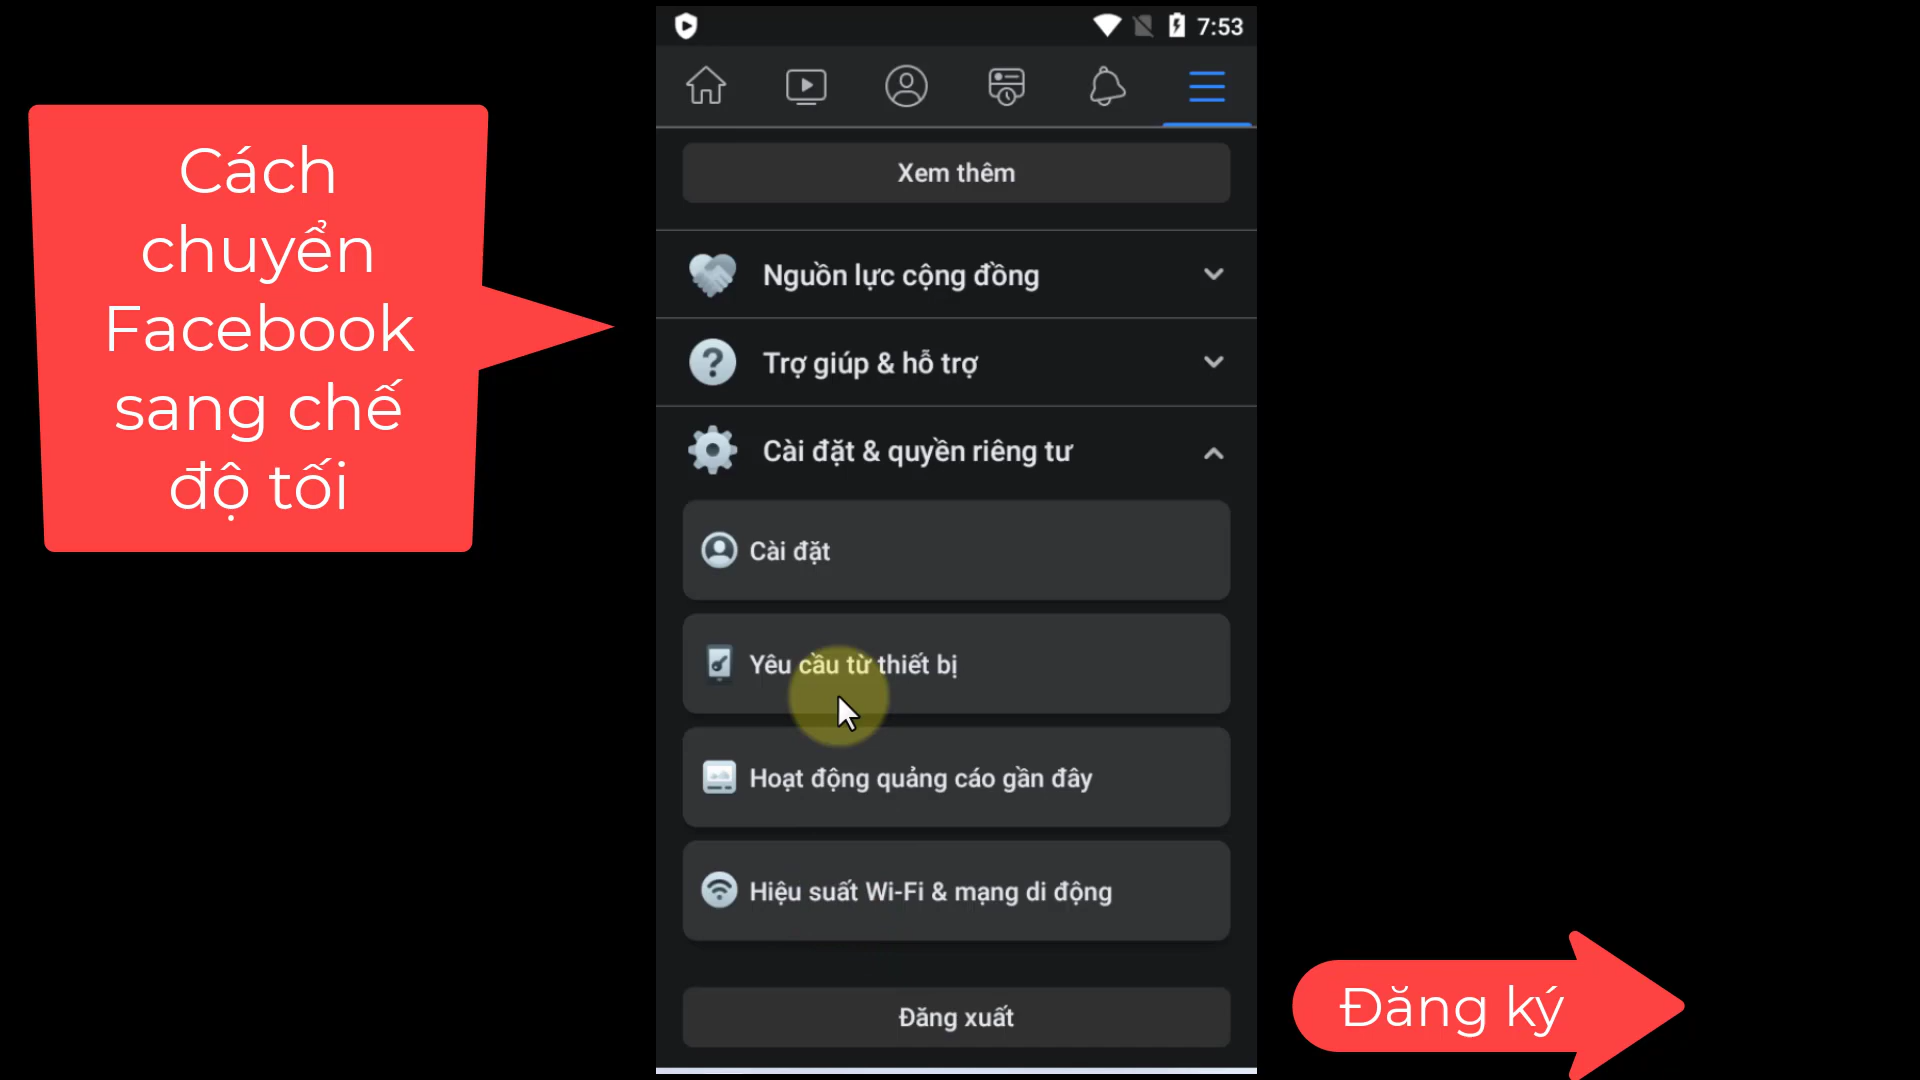 7:53
Cách
chuyển
Facebook
sang chế
độ tối
Xem thêm
Nguồn lực cộng đồng
Trợ giúp & hỗ trợ
Cài đặt & quyền riêng tư
Cài đặt
Yêu cầu từ thiết bị
Hoạt động quảng cáo gần đây
Hiệu suất Wi-Fi & mạng di động
Đăng xuất
Đăng ký